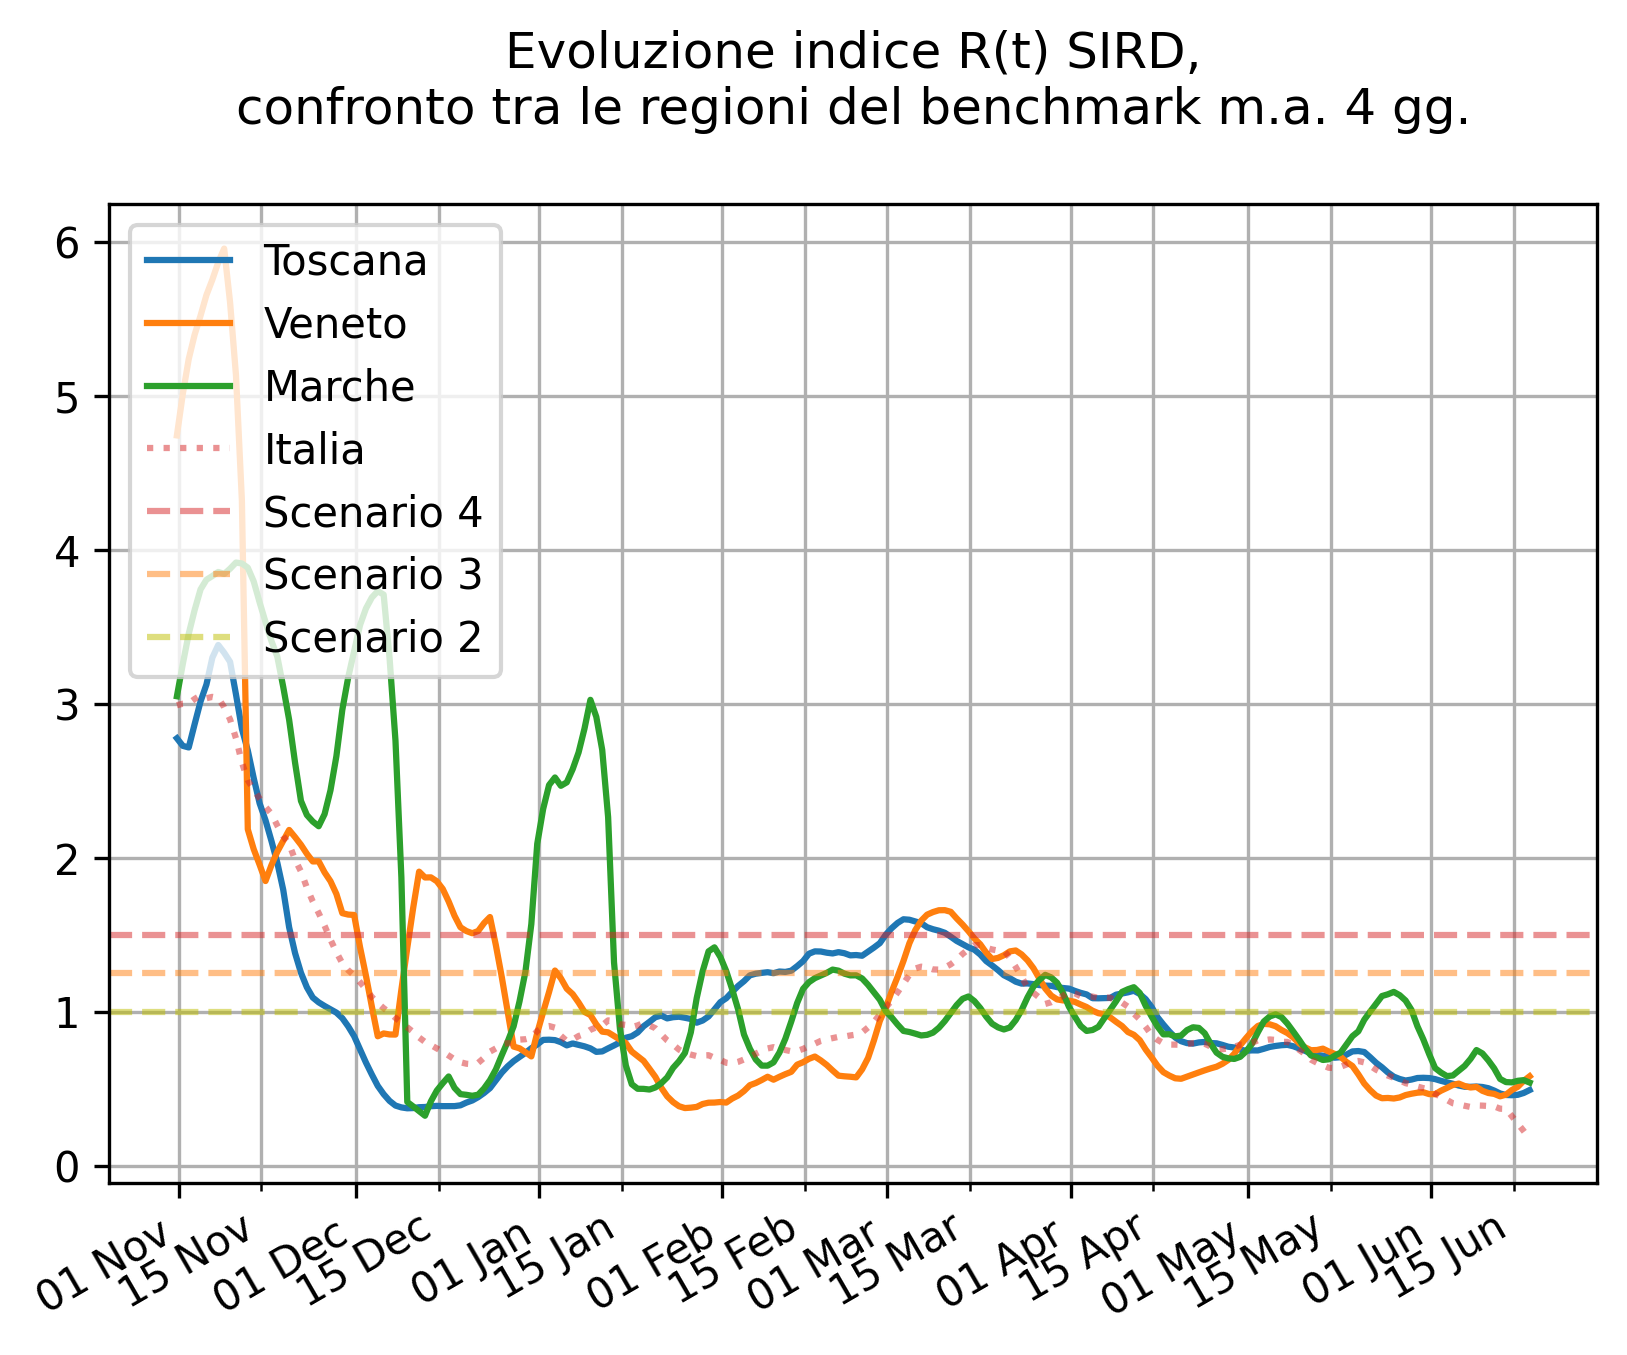 Evoluzione indice R(t) SIRD,
confronto tra le regioni del benchmark m.a. 4 gg.
6
5
4
3
2
1
0
Toscana
Veneto
Marche
Italia
Scenario 4
Scenario 3
Scenario 2
01 Nov
15 Nov
01 Dec
15 Dec
01 Jan
15 Jan
01 Feb
15 Feb
01 Mar
15 Mar
01 Apr
15 Apr
01 May
15 May
01 Jun
15 Jun